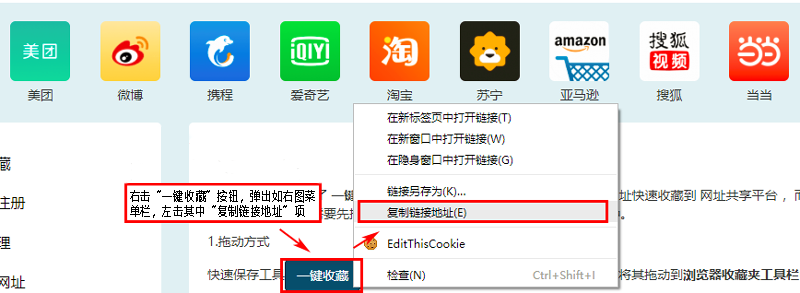 美团
iQIYI
淘
amazon
搜狐
视频
当当
美团
微博
携程
爱奇艺
淘宝
苏宁
亚马逊
搜狐
当当
在新标签页中打开链接(T)
在新窗口中打开链接(W)
在隐身窗口中打开链接(G)
链接另存为(K)...
复制链接地址(E)
EditThisCookie
检查(N) Ctrl+Shift+I
藏
注册
理
网址
右击“一键收藏”按钮，弹出如右图菜
单栏，左击其中“复制链接地址”项
了 一键
址快速收藏到 网址共享平台 ，而
要先
1.拖动方式
快速保存工具
一键收藏
将其拖动到浏览器收藏夹工具栏